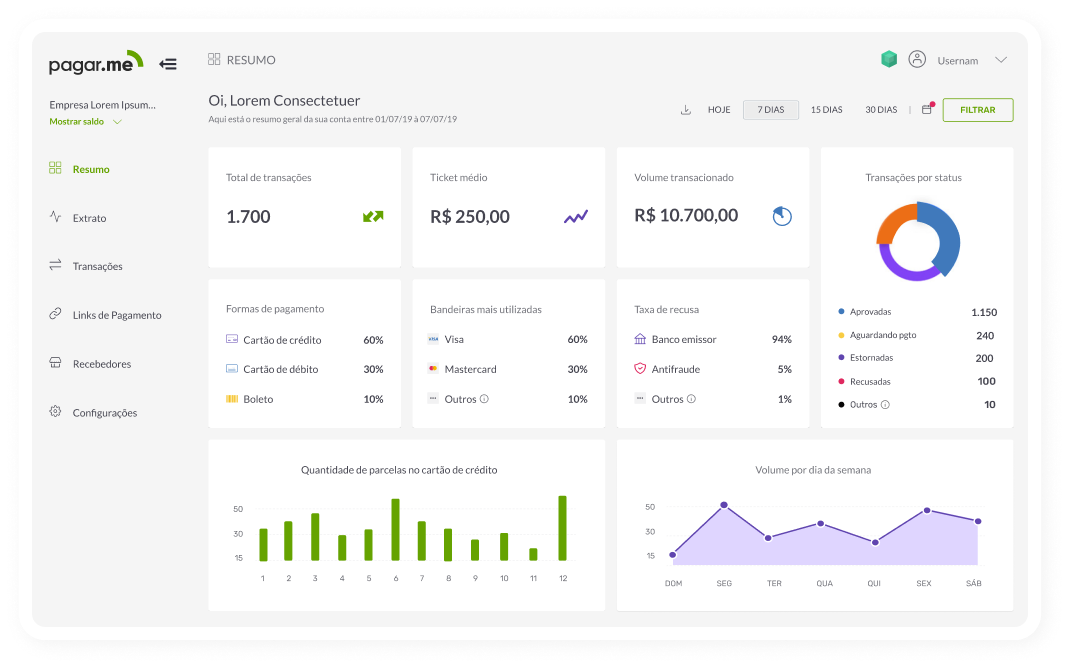 pagar.me
RESUMO
Usernam
Empresa Lorem Ipsum...
Mostrar saldo
Oi, Lorem Consectetuer
Aqui está o resumo geral da sua conta entre 01/07/19 à 07/07/19
HOJE
7 DIAS
15 DIAS
30 DIAS
|
FILTRAR
Resumo
Extrato
Transações
Links de Pagamento
Recebedores
Configurações
Total de transações
1.700
Ticket médio
R$ 250,00
Volume transacionado
R$ 10.700,00
Transações por status
Aprovadas 1.150
Aguardando pgto 240
Estornadas 200
Recusadas 100
Outros 10
Formas de pagamento
Cartão de crédito 60%
Cartão de débito 30%
Boleto 10%
Bandeiras mais utilizadas
VISA Visa 60%
Mastercard 30%
Outros 10%
Taxa de recusa
Banco emissor 94%
Antifraude 5%
Outros 1%
Quantidade de parcelas no cartão de crédito
50
30
15
1 2 3 4 5 6 7 8 9 10 11 12
Volume por dia da semana
50
30
15
DOM SEG TER QUA QUI SEX SÁB